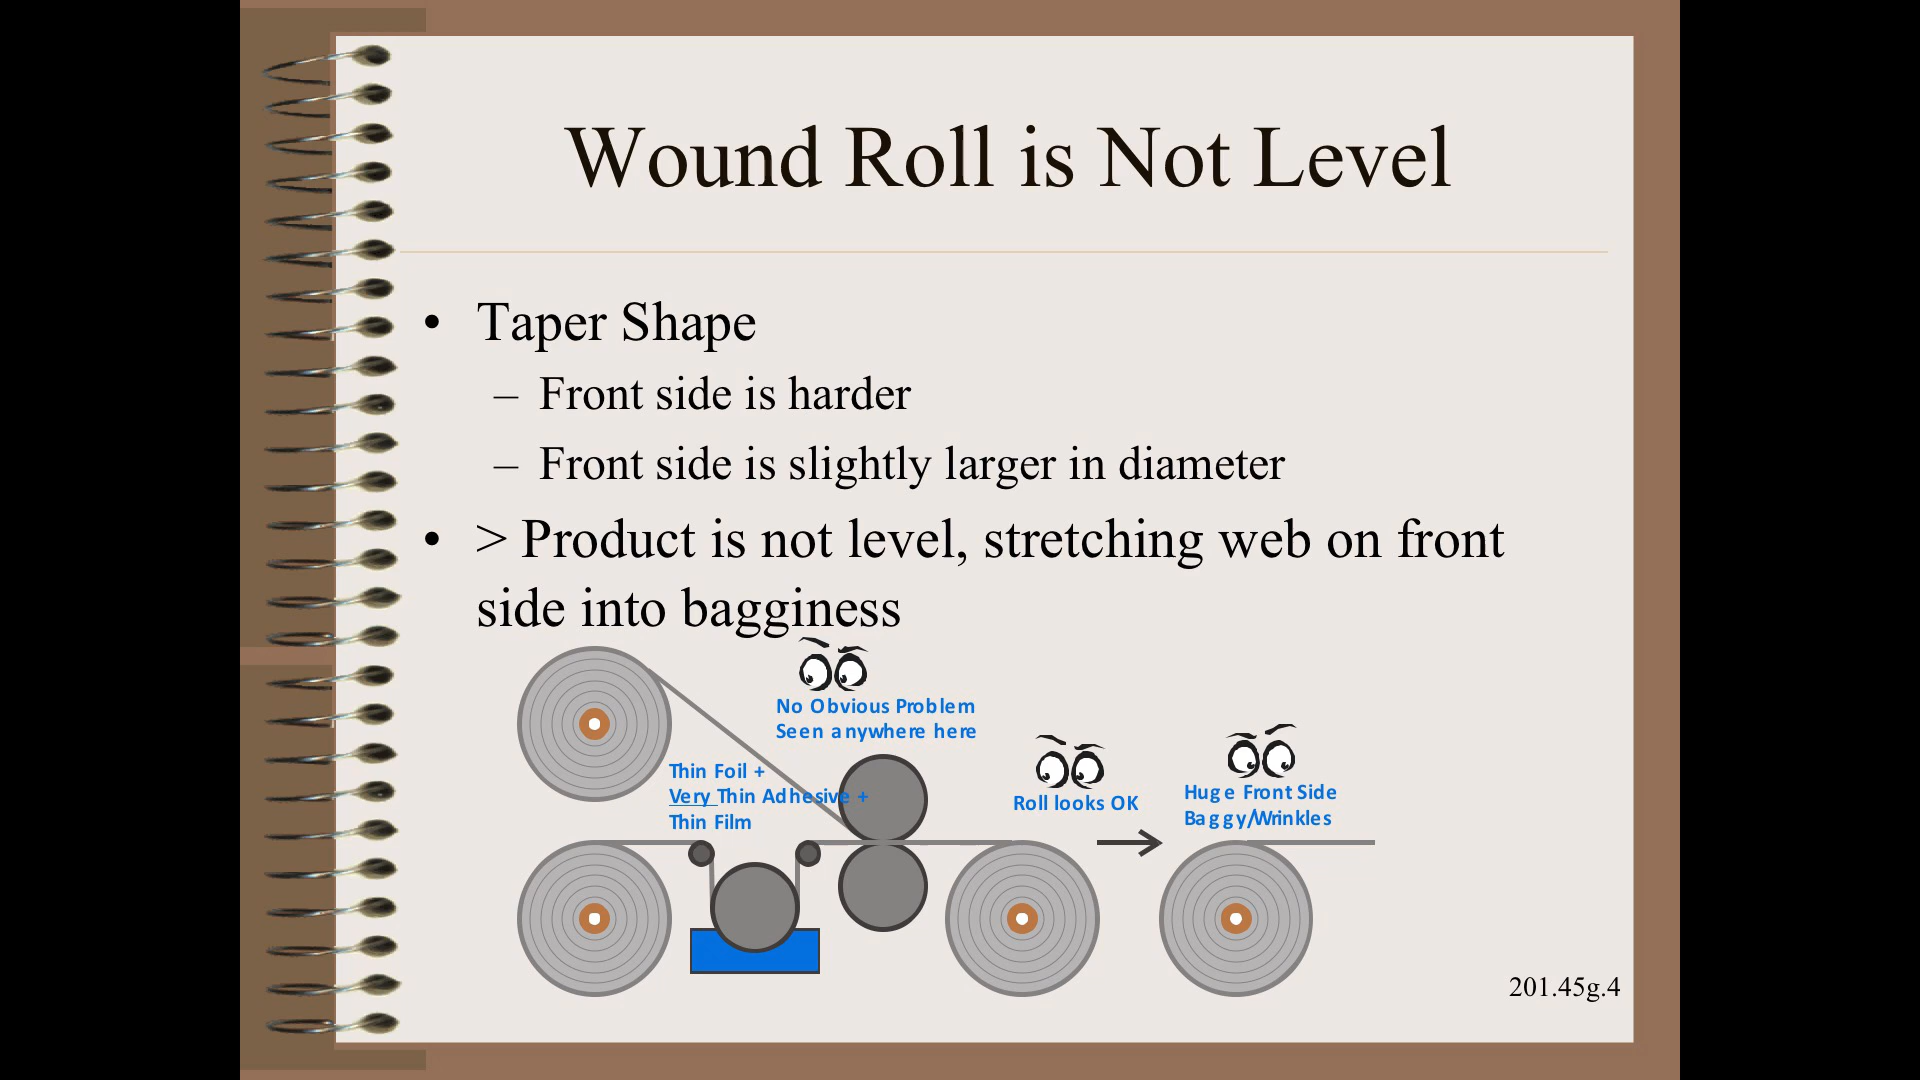 Wound Roll is Not Level
• Taper Shape
– Front side is harder
– Front side is slightly larger in diameter
• > Product is not level, stretching web on front
side into bagginess
No Obvious Problem
Seen anywhere here
Thin Foil +
Very Thin Adhesive +
Thin Film
Roll looks OK
Huge Front Side
Baggy/Wrinkles
201.45g.4